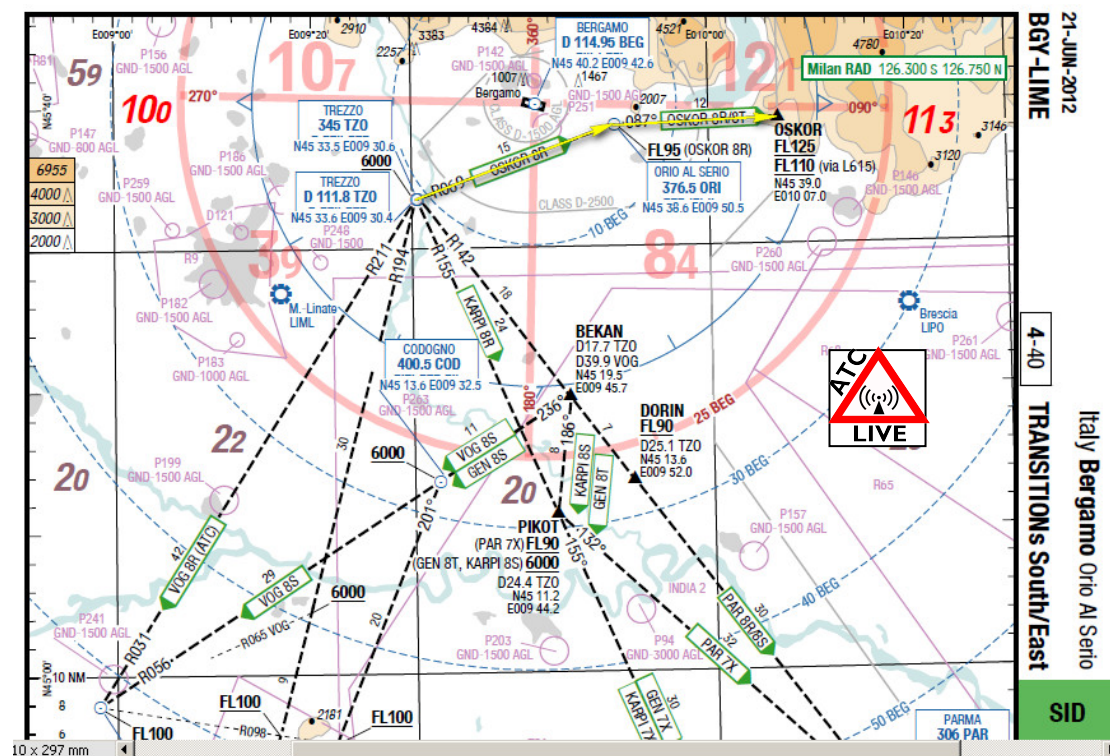 E009°00'
E009°20'
2910
3383
4364
4521
E010°00'
4780
E010°20'
P156
GND-1500 AGL
R81
59
107
2257
P142
GND-1500 AGL
360°
BERGAMO
D 114.95 BEG
N45 40.2 E009 42.6
121
Milan RAD 126.300 S 126.750 N
21-JUN-2012
BGY-LIME
N45°40'
100
270°
1007
1467
Bergamo
P251
GND-1500 AGL
2007
12
090°
113
3146
P147
GND-800 AGL
TREZZO
345 TZO
N45 33.5 E009 30.6
CLASS D-1500 AGL
087°
OSKOR 8R/8T
OSKOR
FL125
FL110 (via L615)
N45 39.0
E010 07.0
3120
P186
GND-1500 AGL
6000
15
OSKOR 8R
FL95 (OSKOR 8R)
6955
4000
3000
2000
P259
GND-1500 AGL
TREZZO
D 111.8 TZO
N45 33.6 E009 30.4
R069
ORIO AL SERIO
376.5 ORI
N45 38.6 E009 50.5
P146
GND-1500 AGL
D121
CLASS D-2500
P248
GND-1500
10 BEG
R9
39
R211
R194
R155
R142
84
P260
GND-1500 AGL
P182
GND-1500 AGL
M.-Linate
LIML
18
24
KARPI 8R
Brescia
LIPO
P183
GND-1000 AGL
CODOGNO
400.5 COD
N45 13.6 E009 32.5
BEKAN
D17.7 TZO
D39.9 VOG
N45 19.5
E009 45.7
P261
GND-1500 AGL
4-40
ATC
LIVE
P263
GND-1500 AGL
180°
236°
25 BEG
DORIN
FL90
D25.1 TZO
N45 13.6
E009 52.0
22
30
11
VOG 8S
GEN 8S
186°
8
7
KARPI 8S
GEN 8T
TRANSITIONs South/East
Italy Bergamo Orio Al Serio
20
P199
GND-1500 AGL
6000
201°
20
30 BEG
R65
PIKOT
(PAR 7X) FL90
(GEN 8T, KARPI 8S) 6000
D24.4 TZO
N45 11.2
E009 44.2
132°
155°
P157
GND-1500 AGL
42
VOG 8R (ATC)
29
VOG 8S
6000
INDIA 2
40 BEG
P241
GND-1500 AGL
R031
R056
R065 VOG
20
P203
GND-1500 AGL
P94
GND-3000 AGL
32
PAR 7X
30
PAR 8R/8S
N45°00'
10 NM
8
6
9
FL100
2181
R098
FL100
FL100
KARPI 7X
GEN 7X
30
50 BEG
PARMA
306 PAR
SID
10 x 297 mm